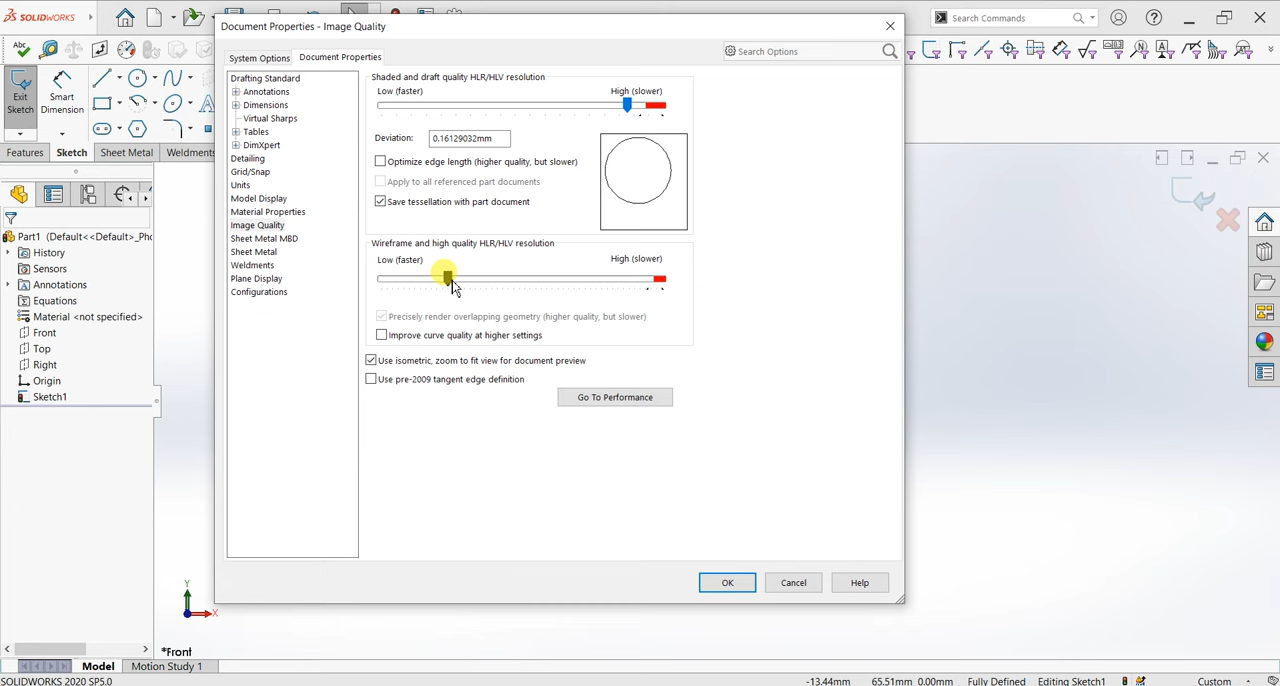 SOLIDWORKS
Document Properties - Image Quality
Search Commands
System Options
Document Properties
Search Options
Exit
Sketch
Smart
Dimension
Features
Sketch
Sheet Metal
Weldments
Drafting Standard
Annotations
Dimensions
Virtual Sharps
Tables
DimXpert
Detailing
Grid/Snap
Units
Model Display
Material Properties
Image Quality
Sheet Metal MBD
Sheet Metal
Weldments
Plane Display
Configurations
Shaded and draft quality HLR/HLV resolution
Low (faster)
High (slower)
Deviation:
0.16129032mm
Optimize edge length (higher quality, but slower)
Apply to all referenced part documents
Save tessellation with part document
Wireframe and high quality HLR/HLV resolution
Low (faster)
High (slower)
Precisely render overlapping geometry (higher quality, but slower)
Improve curve quality at higher settings
Use isometric, zoom to fit view for document preview
Use pre-2009 tangent edge definition
Go To Performance
OK
Cancel
Help
Part1 (Default<<Default>_Pho
History
Sensors
Annotations
Equations
Material <not specified>
Front
Top
Right
Origin
Sketch1
Y
X
*Front
Model
Motion Study 1
SOLIDWORKS 2020 SP5.0
-13.44mm
65.51mm
0.00mm
Fully Defined
Editing Sketch1
Custom